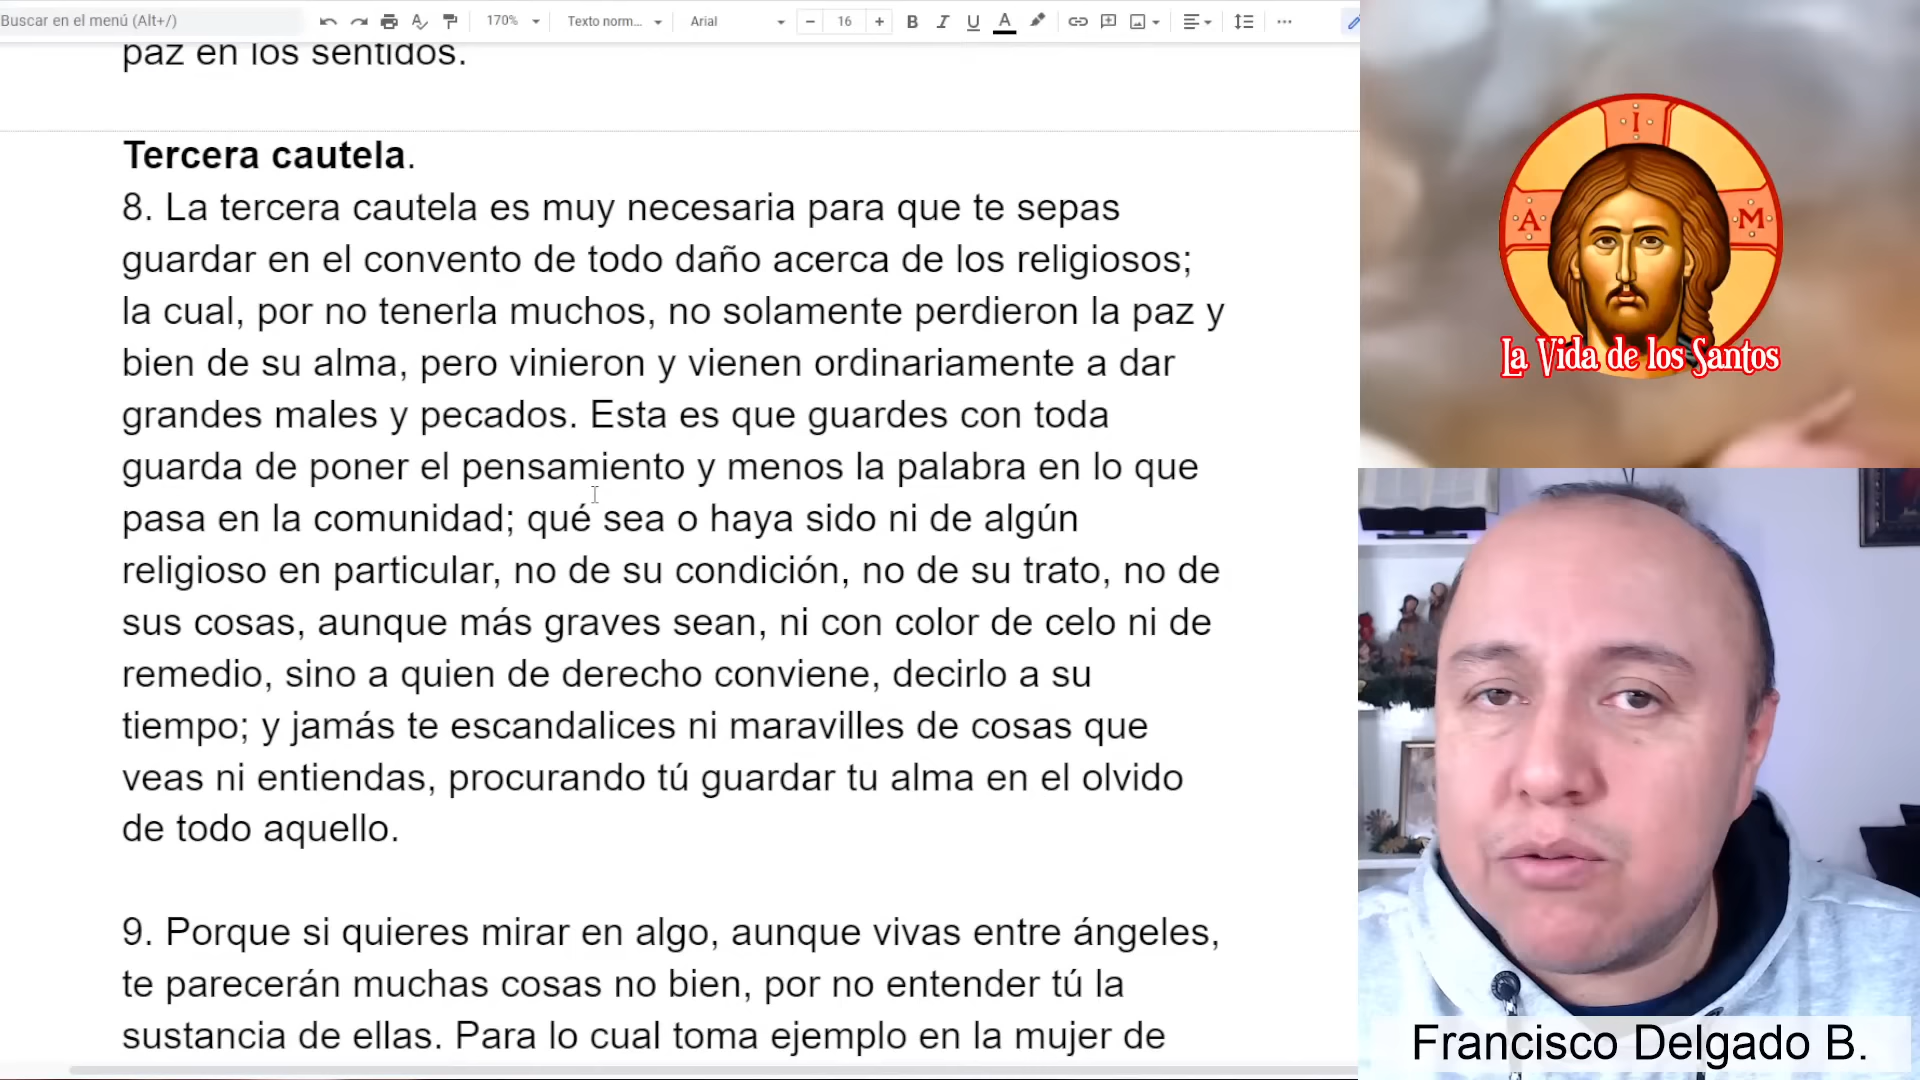 Buscar en el menú (Alt+/)
170%
Texto norm...
Arial
16
B I U A
paz en los sentidos.
Tercera cautela.
8. La tercera cautela es muy necesaria para que te sepas
guardar en el convento de todo daño acerca de los religiosos;
la cual, por no tenerla muchos, no solamente perdieron la paz y
bien de su alma, pero vinieron y vienen ordinariamente a dar
grandes males y pecados. Esta es que guardes con toda
guarda de poner el pensamiento y menos la palabra en lo que
pasa en la comunidad; qué sea o haya sido ni de algún
religioso en particular, no de su condición, no de su trato, no de
sus cosas, aunque más graves sean, ni con color de celo ni de
remedio, sino a quien de derecho conviene, decirlo a su
tiempo; y jamás te escandalices ni maravilles de cosas que
veas ni entiendas, procurando tú guardar tu alma en el olvido
de todo aquello.
9. Porque si quieres mirar en algo, aunque vivas entre ángeles,
te parecerán muchas cosas no bien, por no entender tú la
sustancia de ellas. Para lo cual toma ejemplo en la mujer de
I
A M
La Vida de los Santos
Francisco Delgado B.